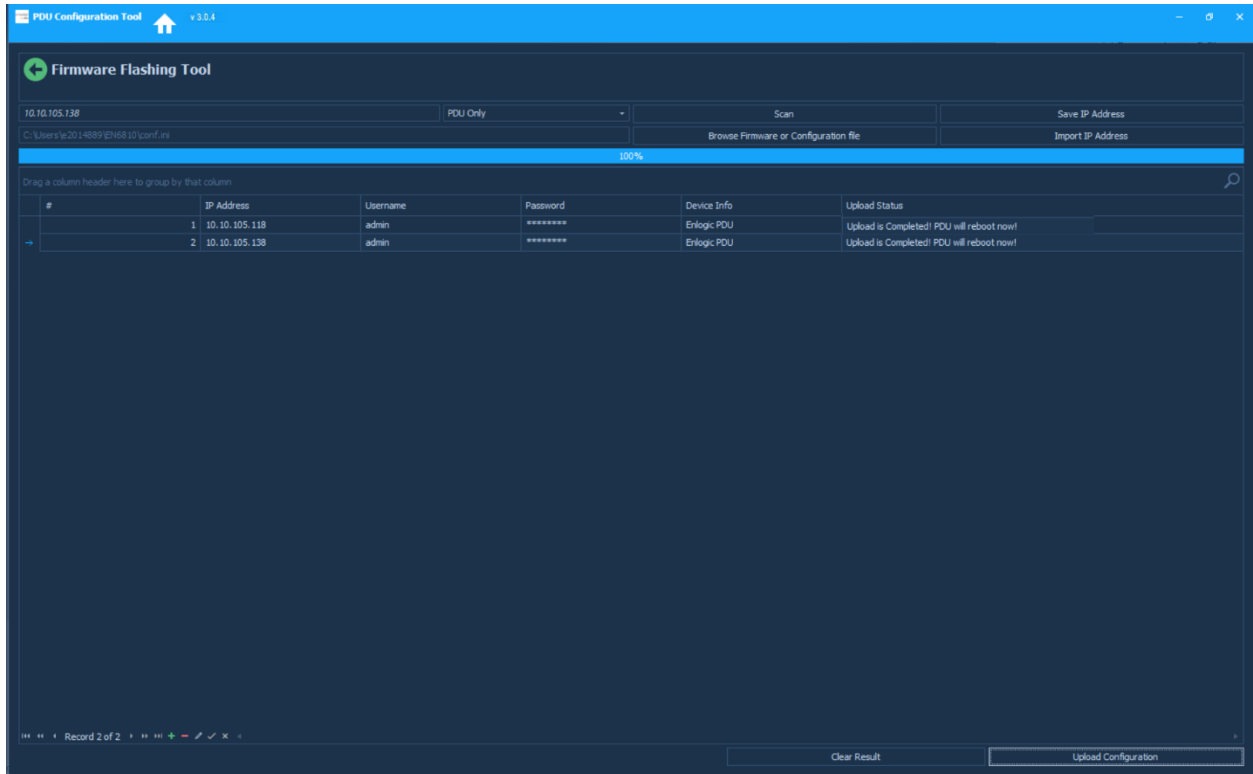 PDU Configuration Tool v 3.0.4
Firmware Flashing Tool
10.10.105.138 PDU Only Scan Save IP Address
C:\Users\e2014889\EN6810\conf.ini Browse Firmware or Configuration file Import IP Address
100%
Drag a column header here to group by that column
# IP Address Username Password Device Info Upload Status
1 10.10.105.118 admin ******** Enlogic PDU Upload is Completed! PDU will reboot now!
2 10.10.105.138 admin ******** Enlogic PDU Upload is Completed! PDU will reboot now!
Record 2 of 2
Clear Result Upload Configuration